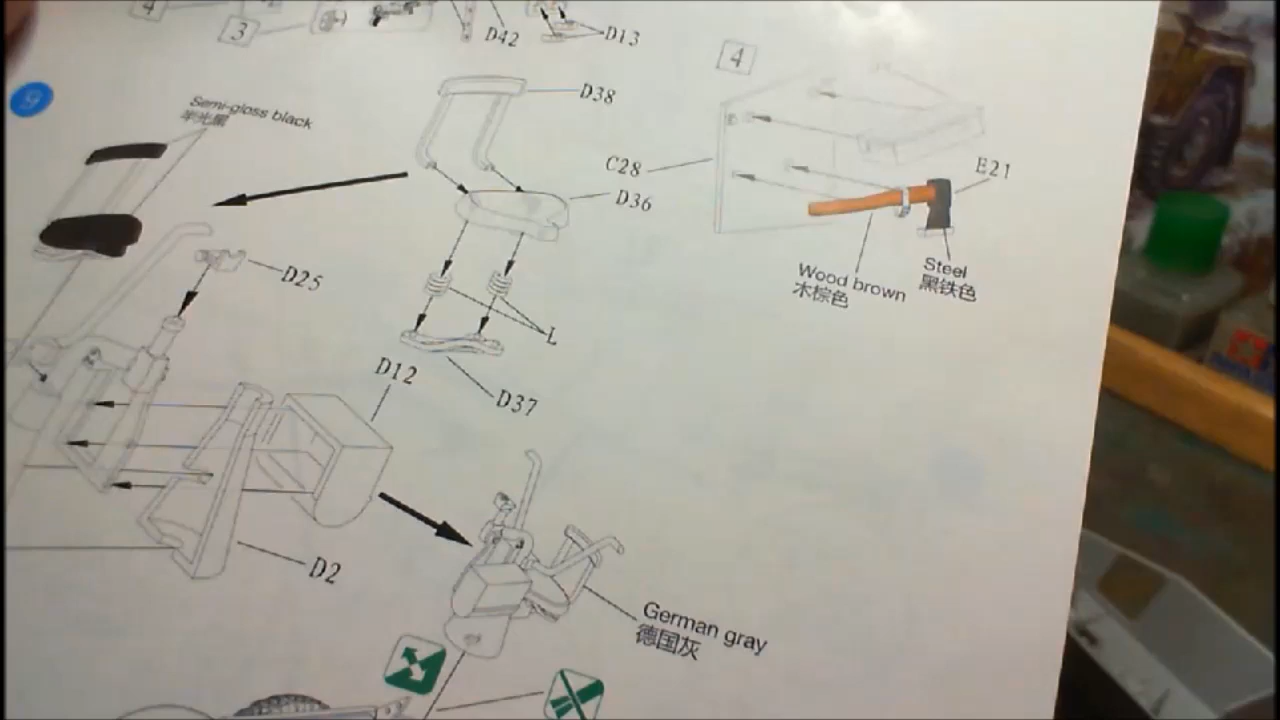 4
3
D42
D13
4
9
Semi-gloss black
半光黑
D38
C28
E21
D36
D25
Wood brown
木棕色
Steel
黑铁色
L
D12
D37
D2
German gray
德国灰